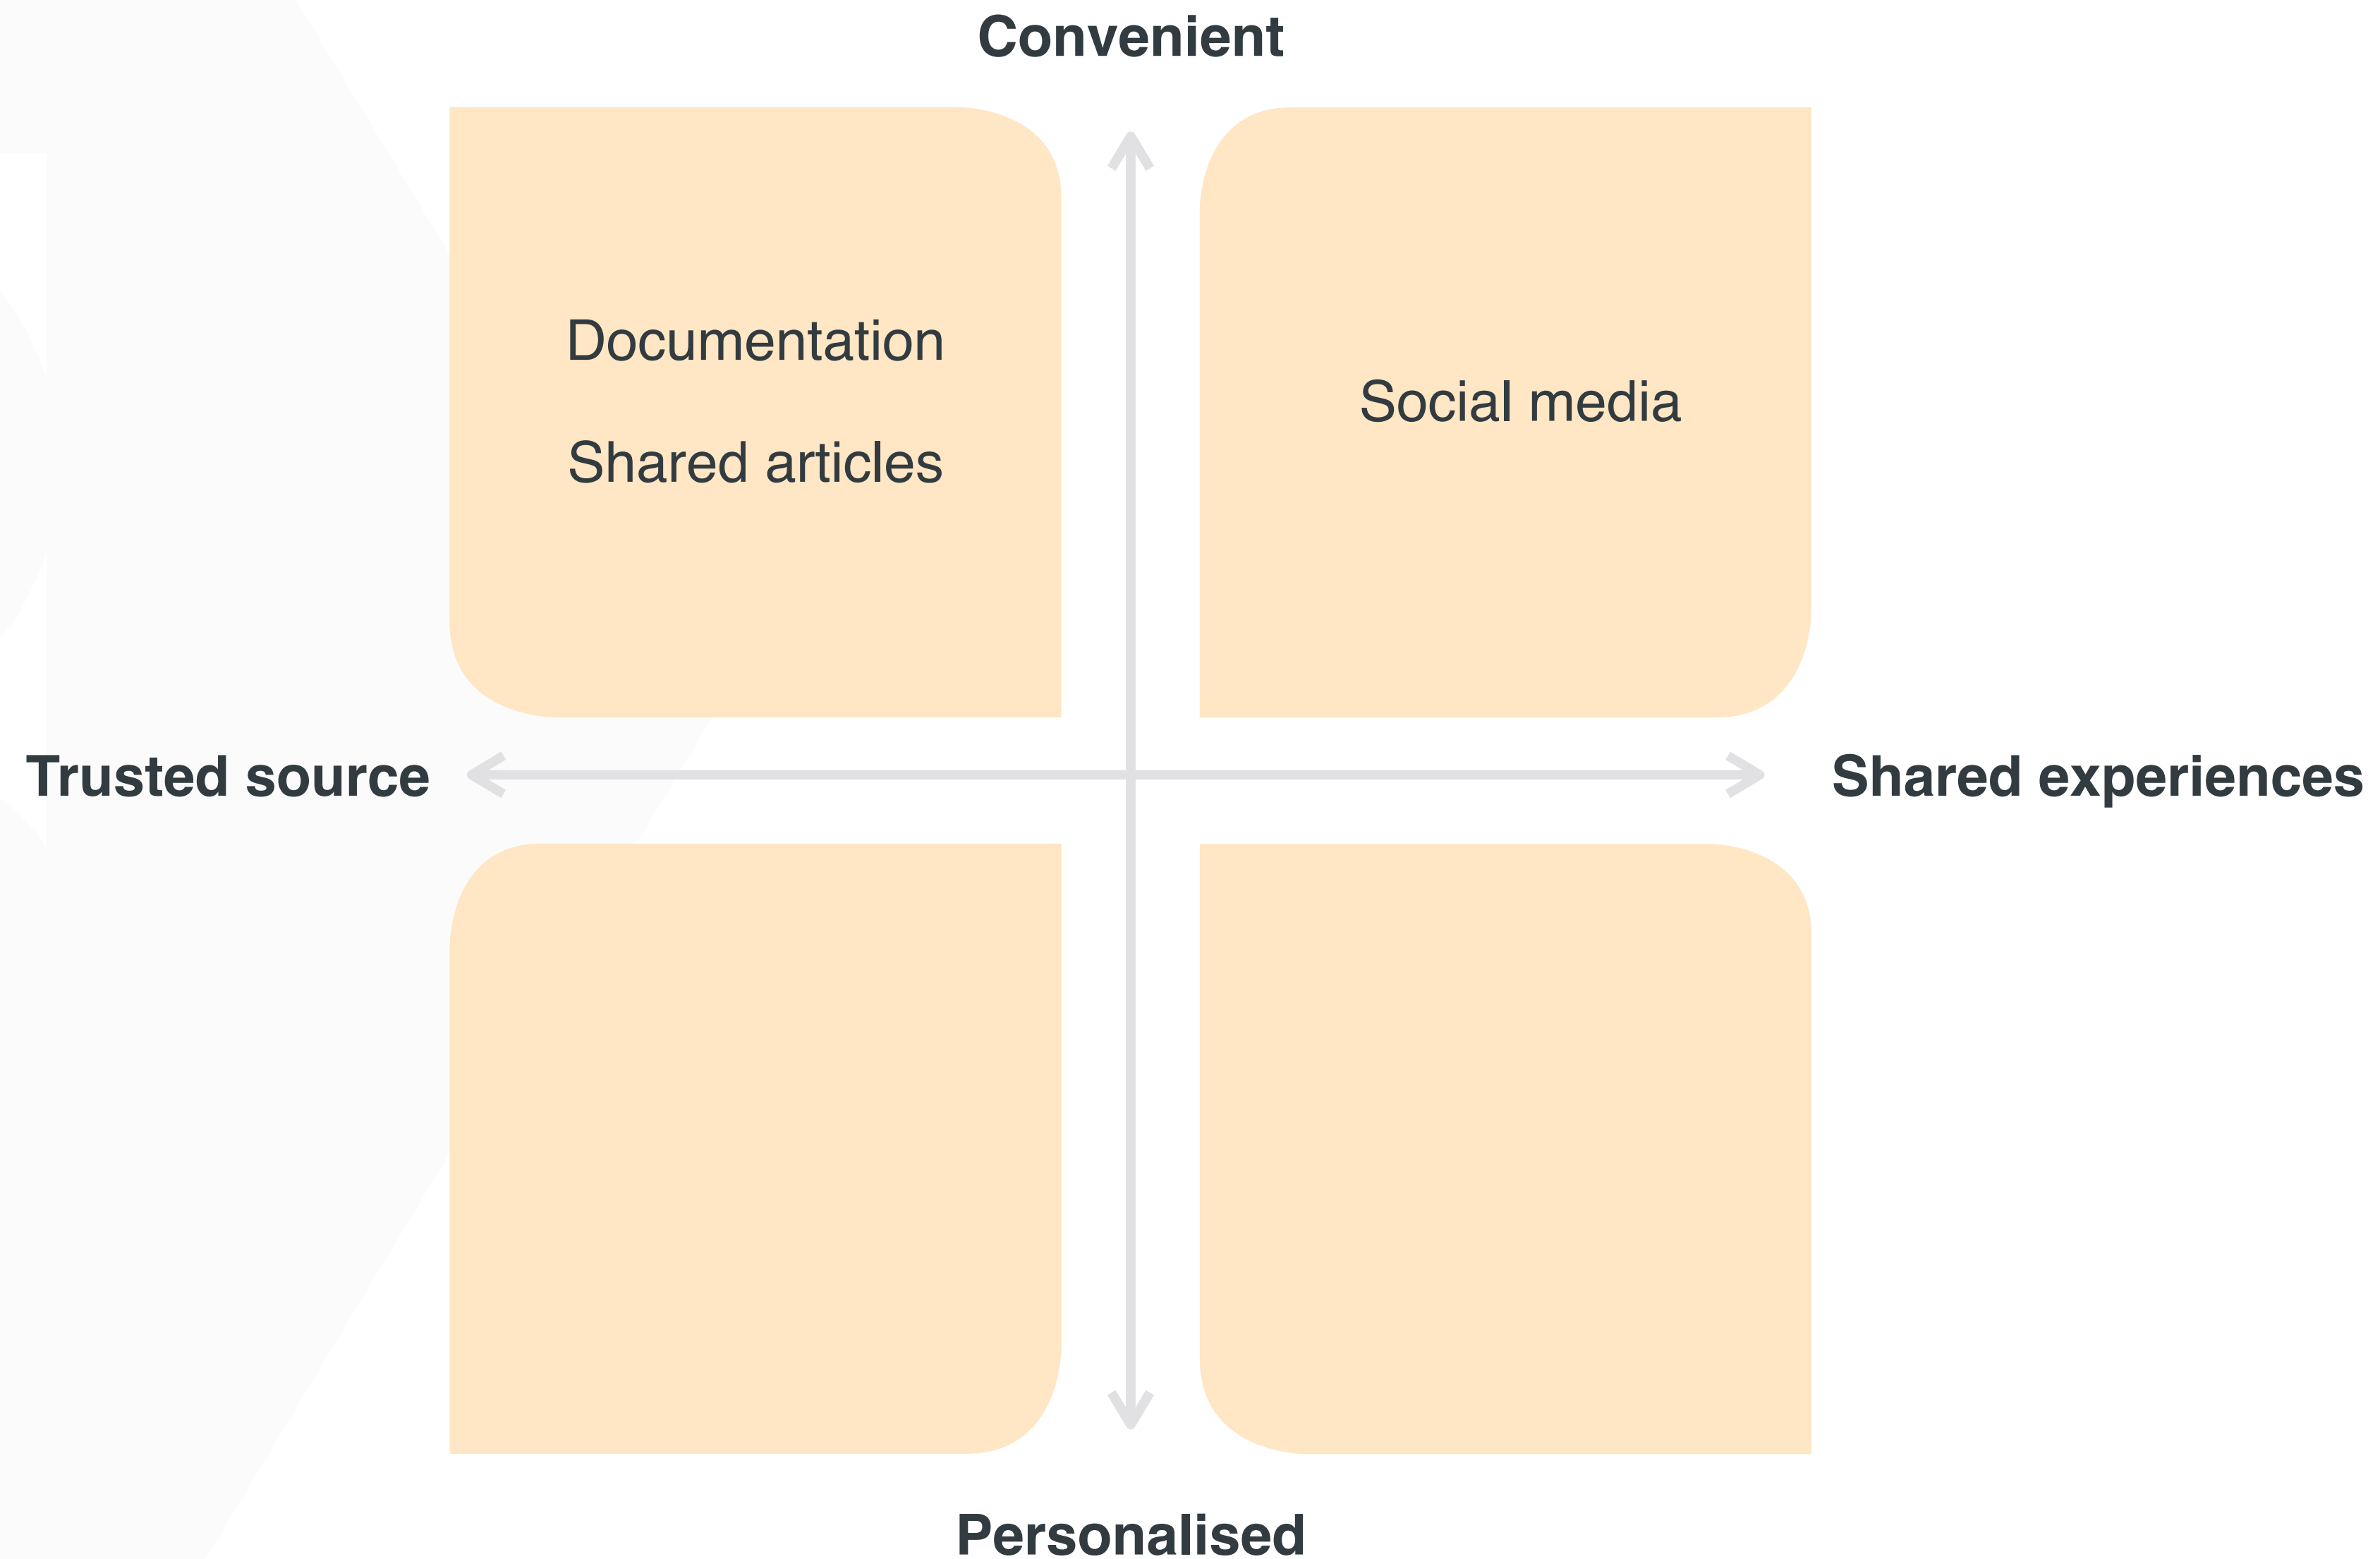 Convenient
Documentation
Social media
Shared articles
Trusted source
Shared experiences
Personalised